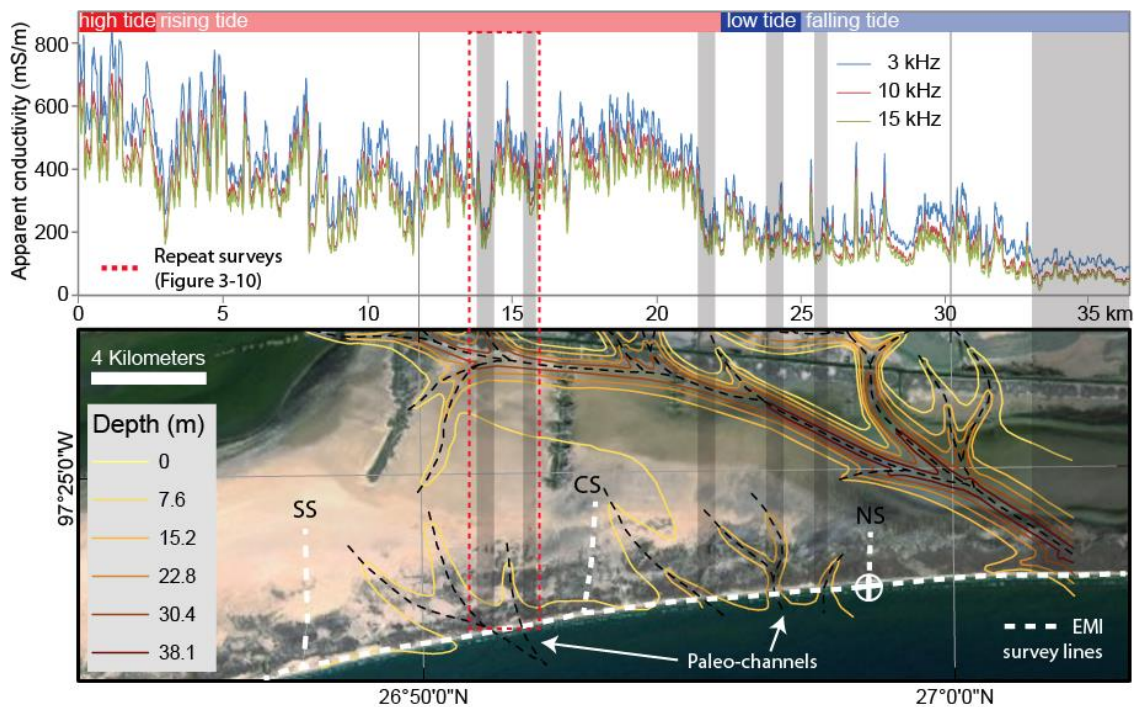 high tide rising tide low tide falling tide
Apparent cnductivity (mS/m)
800
600
400
200
0
3 kHz
10 kHz
15 kHz
Repeat surveys
(Figure 3-10)
0 5 10 15 20 25 30 35 km
4 Kilometers
Depth (m)
0
7.6
15.2
22.8
30.4
38.1
97°25'0"W
SS
CS
NS
Paleo-channels
EMI
survey lines
26°50'0"N 27°0'0"N